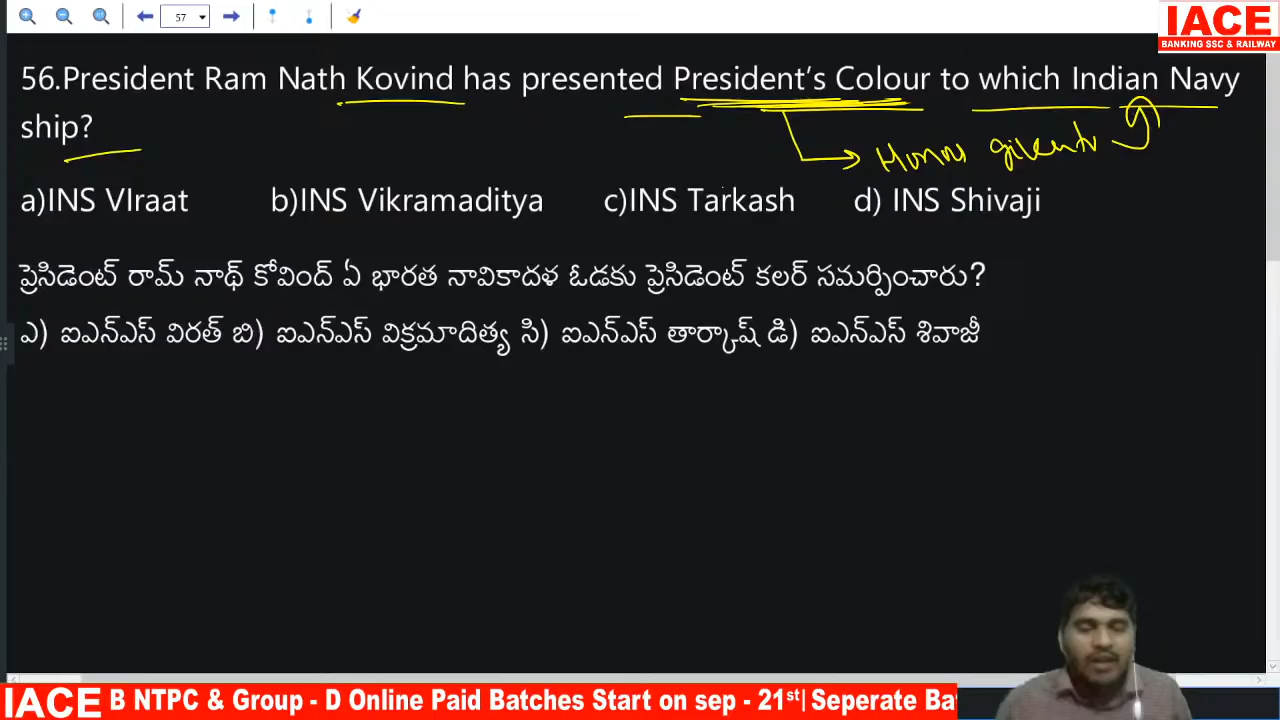 57
IACE
BANKING SSC & RAILWAY
56.President Ram Nath Kovind has presented President's Colour to which Indian Navy
ship?
Honor given to
a)INS VIraat b)INS Vikramaditya c)INS Tarkash d) INS Shivaji
ప్రెసిడెంట్ రామ్ నాథ్ కోవింద్ ఏ భారత నావికాదళ ఓడకు ప్రెసిడెంట్ కలర్ సమర్పించారు?
ఎ) ఐఎన్ఎస్ విరత్ బి) ఐఎన్ఎస్ విక్రమాదిత్య సి) ఐఎన్ఎస్ తార్కాష్ డి) ఐఎన్ఎస్ శివాజీ
IACE B NTPC & Group - D Online Paid Batches Start on sep - 21st| Seperate Ba